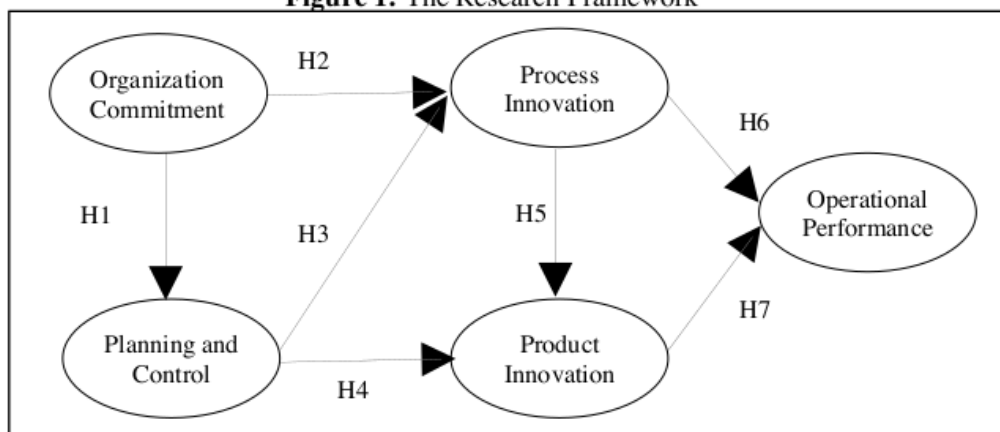 Figure 1. The Research Framework
Organization
Commitment
H2
Process
Innovation
H6
H1
H3
H5
Operational
Performance
Planning and
Control
H4
Product
Innovation
H7